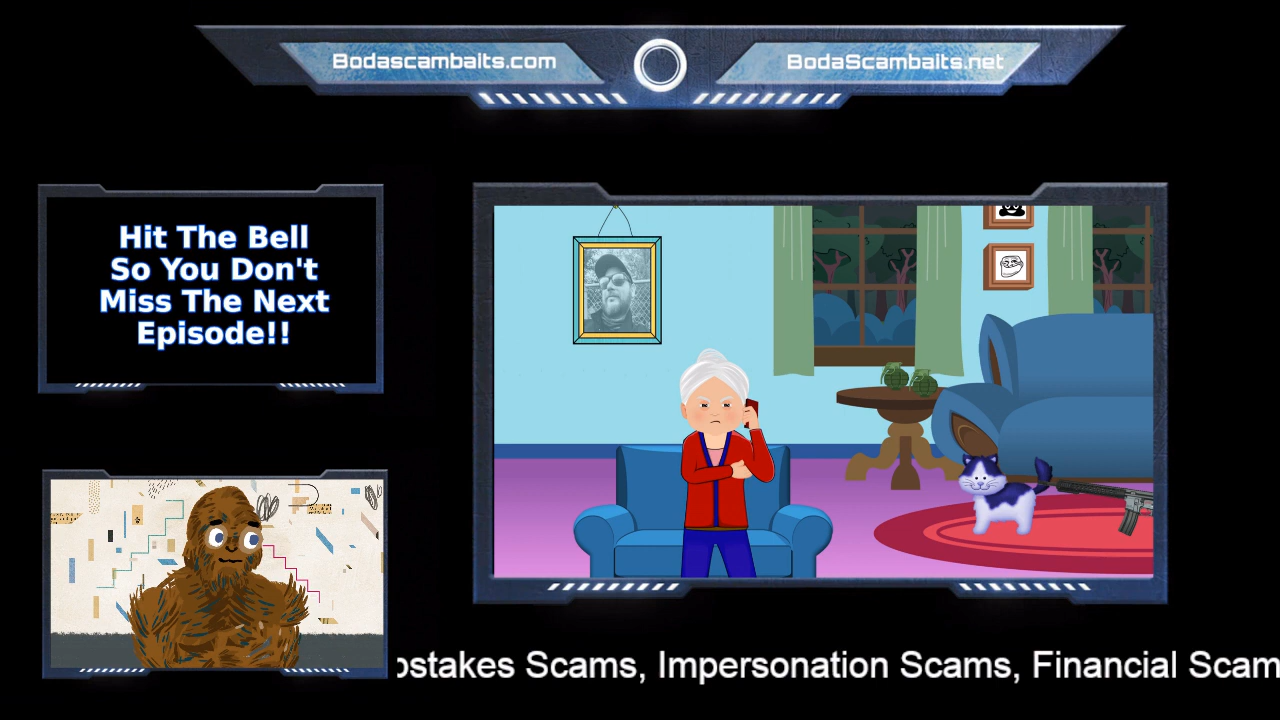 Bodascambaits.com
BodaScambaits.net
Hit The Bell
So You Don't
Miss The Next
Episode!!
pstakes Scams, Impersonation Scams, Financial Scam